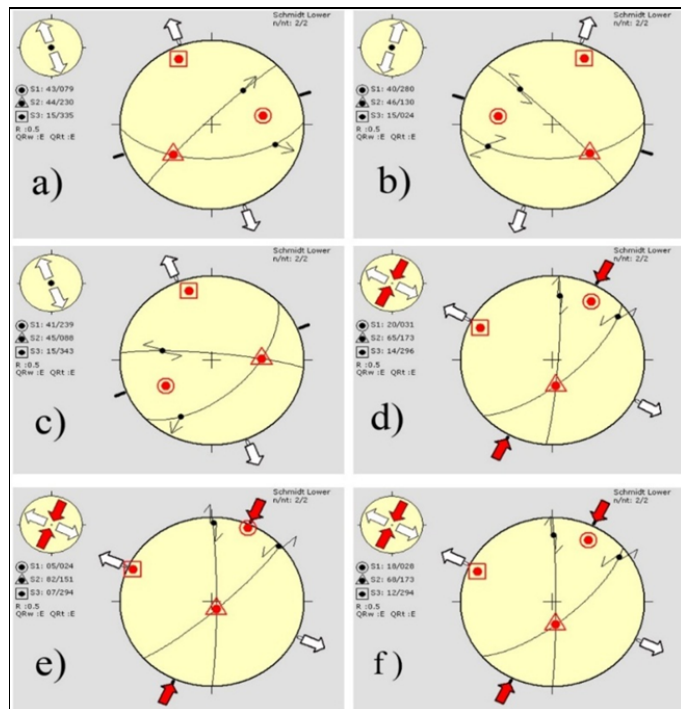 Schmidt Lower
n/nt: 2/2
S1: 43/079
S2: 44/230
S3: 15/335
R :0.5
QRw :E QRt :E
a)
Schmidt Lower
n/nt: 2/2
S1: 40/280
S2: 46/130
S3: 15/024
R :0.5
QRw :E QRt :E
b)
Schmidt Lower
n/nt: 2/2
S1: 41/239
S2: 45/088
S3: 15/343
R :0.5
QRw :E QRt :E
c)
Schmidt Lower
n/nt: 2/2
S1: 20/031
S2: 65/173
S3: 14/296
R :0.5
QRw :E QRt :E
d)
Schmidt Lower
n/nt: 2/2
S1: 05/024
S2: 82/151
S3: 07/294
R :0.5
QRw :E QRt :E
e)
Schmidt Lower
n/nt: 2/2
S1: 18/028
S2: 68/173
S3: 12/294
R :0.5
QRw :E QRt :E
f)